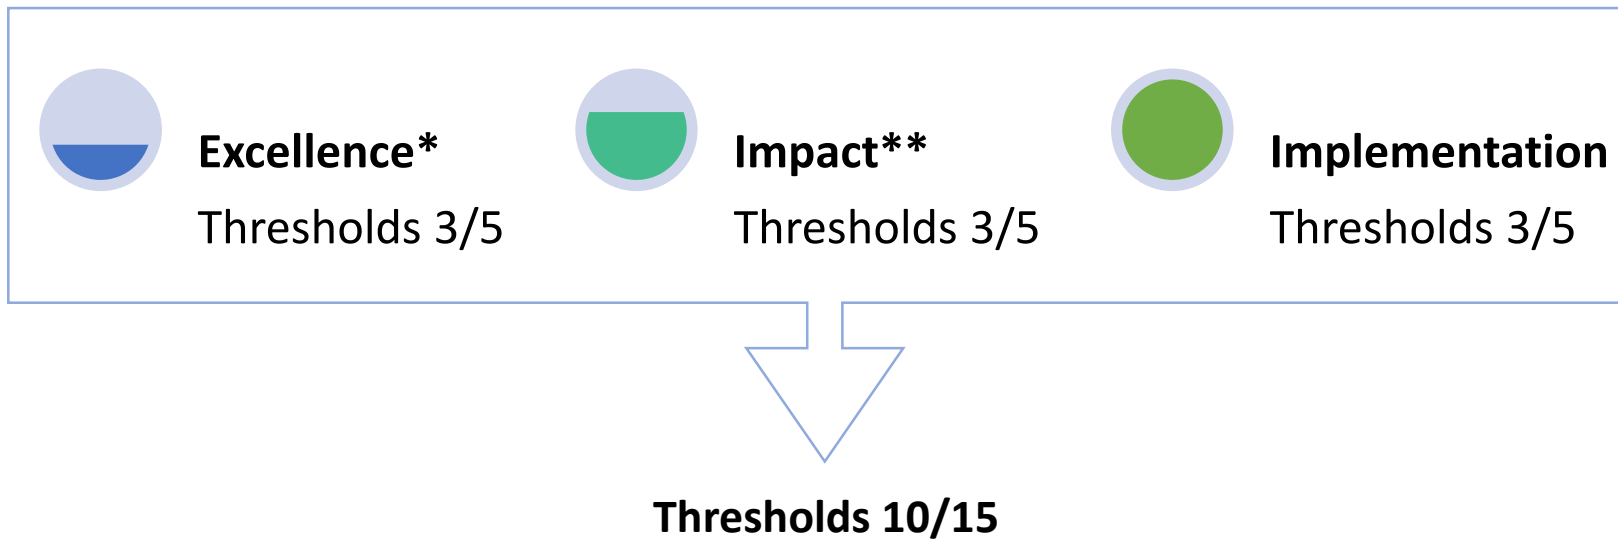 Excellence*
Thresholds 3/5
Impact**
Thresholds 3/5
Implementation
Thresholds 3/5
Thresholds 10/15